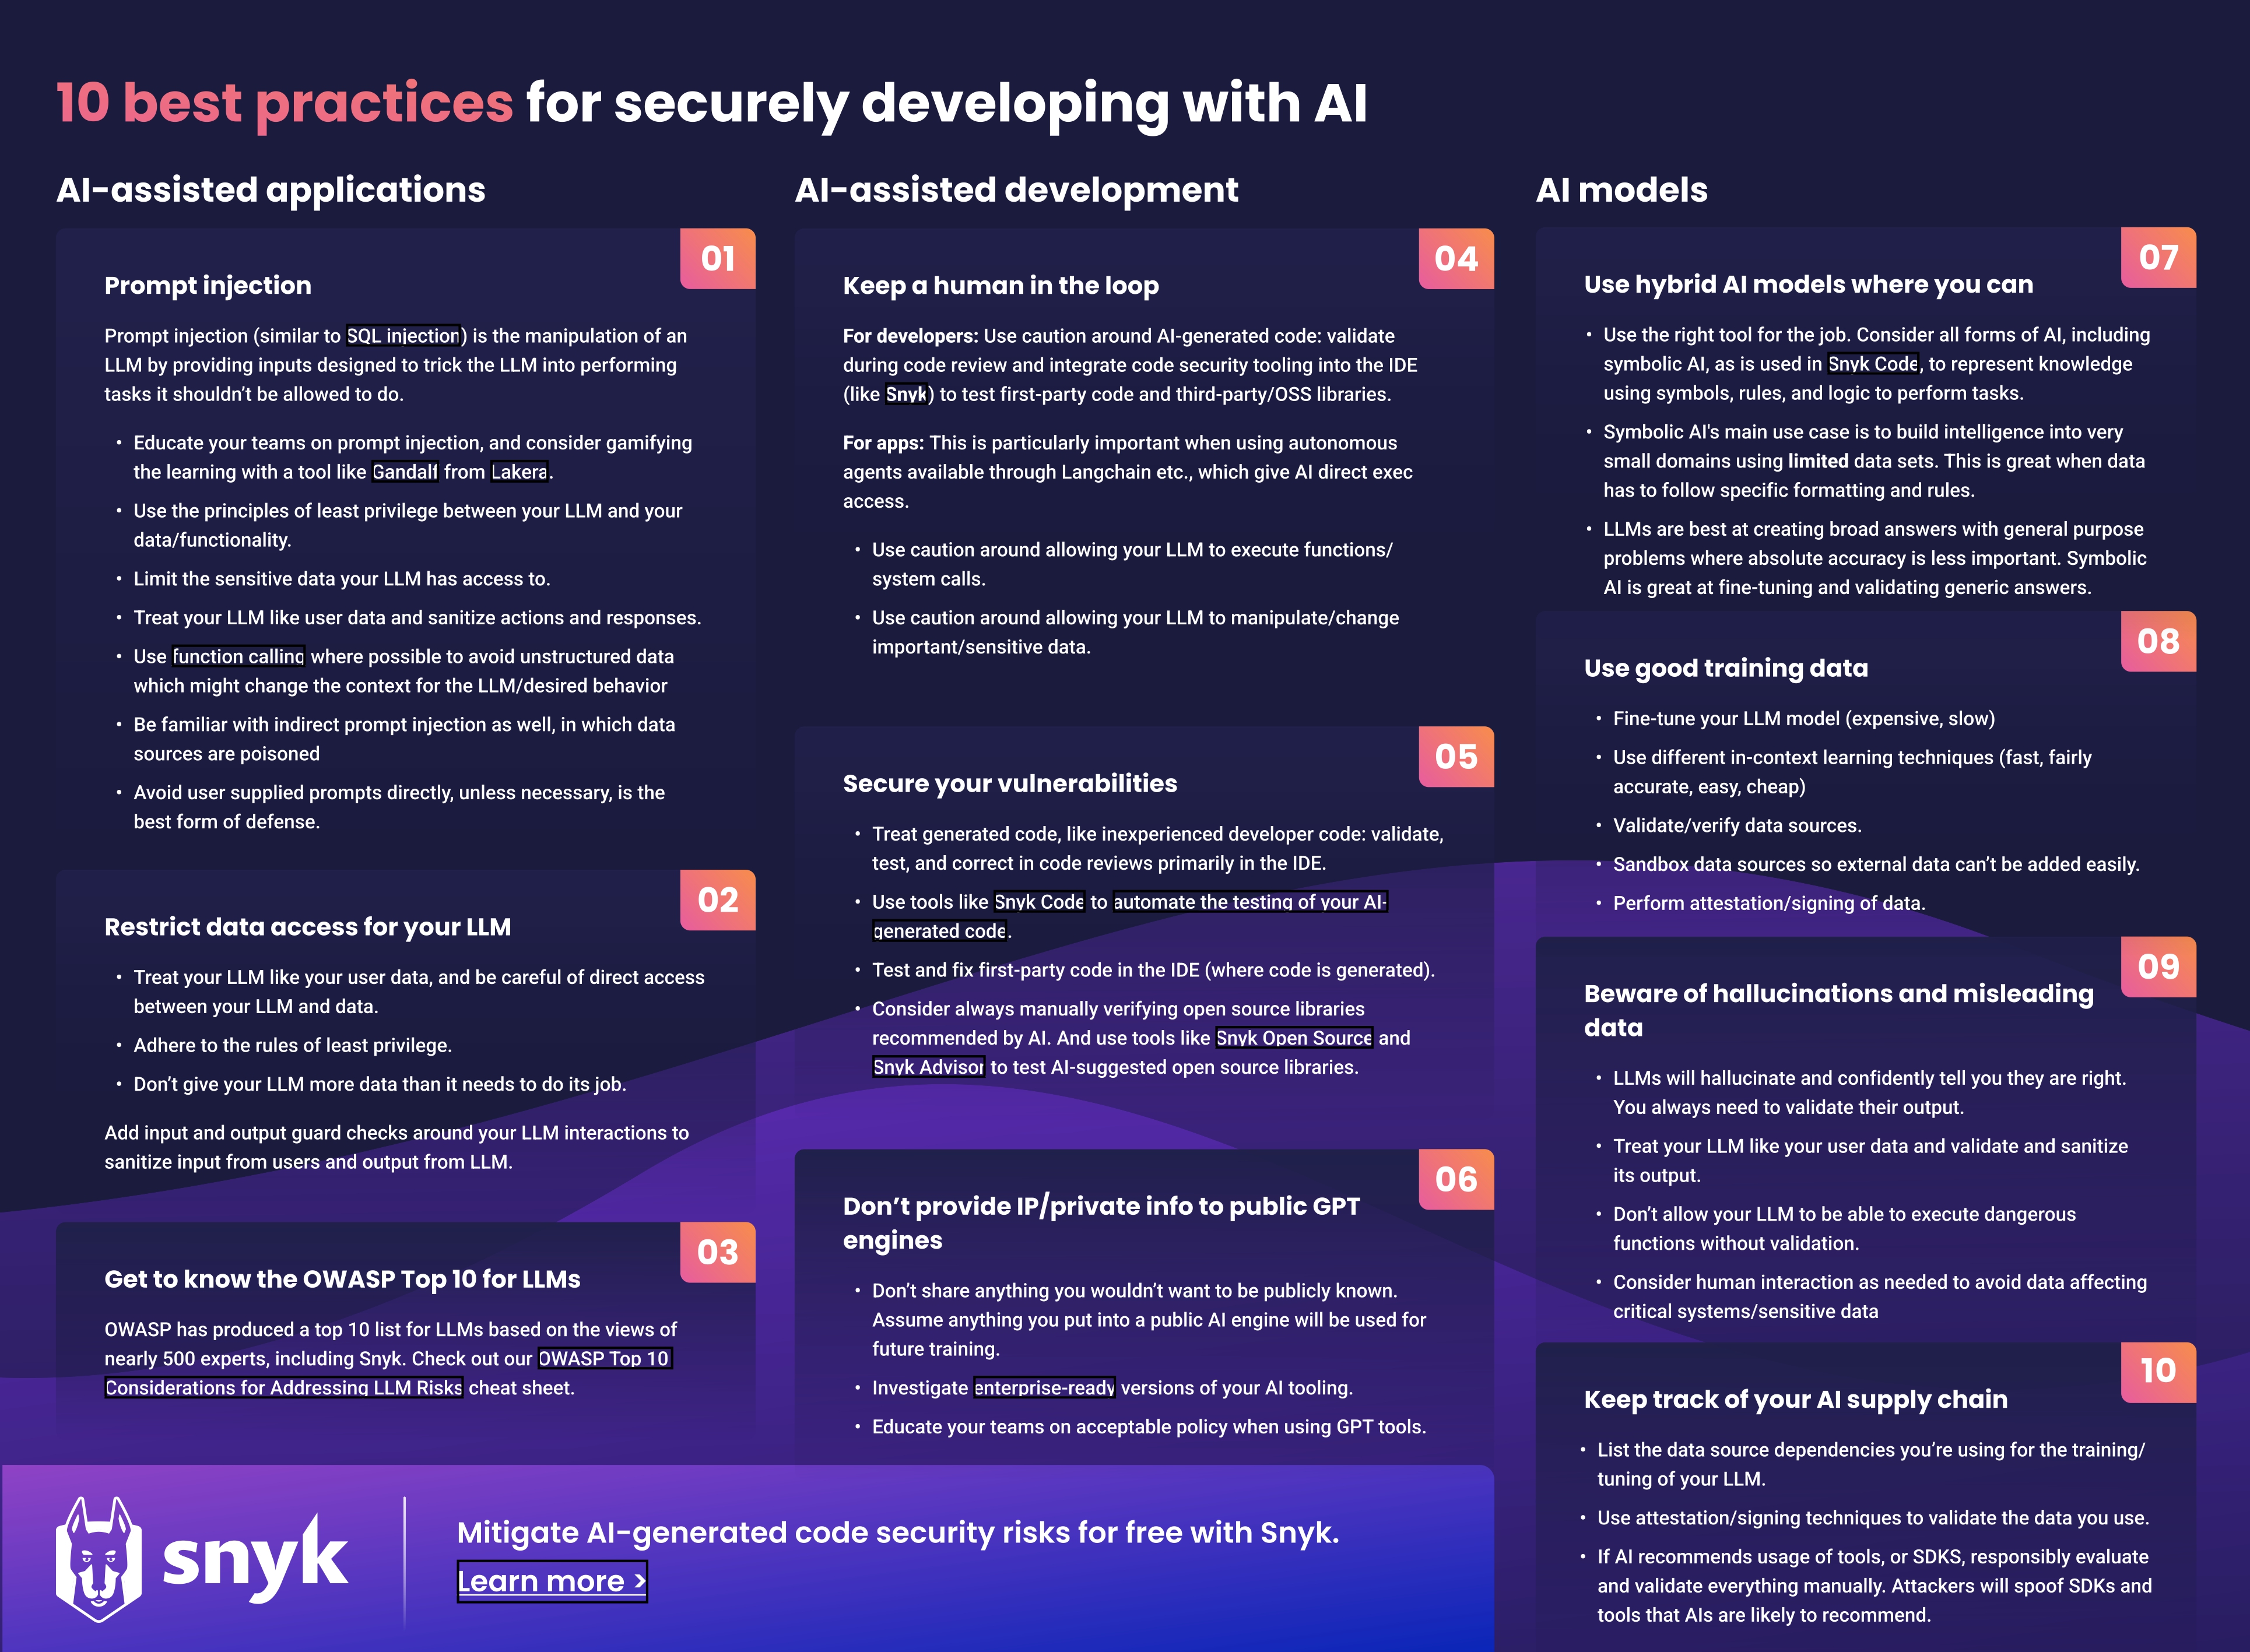 10 best practices for securely developing with AI
AI-assisted applications
01
Prompt injection
Prompt injection (similar to SQL injection) is the manipulation of an
LLM by providing inputs designed to trick the LLM into performing
tasks it shouldn’t be allowed to do.
• Educate your teams on prompt injection, and consider gamifying
the learning with a tool like Gandalf from Lakera.
• Use the principles of least privilege between your LLM and your
data/functionality.
• Limit the sensitive data your LLM has access to.
• Treat your LLM like user data and sanitize actions and responses.
• Use function calling where possible to avoid unstructured data
which might change the context for the LLM/desired behavior
• Be familiar with indirect prompt injection as well, in which data
sources are poisoned
• Avoid user supplied prompts directly, unless necessary, is the
best form of defense.
02
Restrict data access for your LLM
• Treat your LLM like your user data, and be careful of direct access
between your LLM and data.
• Adhere to the rules of least privilege.
• Don’t give your LLM more data than it needs to do its job.
Add input and output guard checks around your LLM interactions to
sanitize input from users and output from LLM.
03
Get to know the OWASP Top 10 for LLMs
OWASP has produced a top 10 list for LLMs based on the views of
nearly 500 experts, including Snyk. Check out our OWASP Top 10
Considerations for Addressing LLM Risks cheat sheet.
AI-assisted development
04
Keep a human in the loop
For developers: Use caution around AI-generated code: validate
during code review and integrate code security tooling into the IDE
(like Snyk) to test first-party code and third-party/OSS libraries.
For apps: This is particularly important when using autonomous
agents available through Langchain etc., which give AI direct exec
access.
• Use caution around allowing your LLM to execute functions/
system calls.
• Use caution around allowing your LLM to manipulate/change
important/sensitive data.
05
Secure your vulnerabilities
• Treat generated code, like inexperienced developer code: validate,
test, and correct in code reviews primarily in the IDE.
• Use tools like Snyk Code to automate the testing of your AI-
generated code.
• Test and fix first-party code in the IDE (where code is generated).
• Consider always manually verifying open source libraries
recommended by AI. And use tools like Snyk Open Source and
Snyk Advisor to test AI-suggested open source libraries.
06
Don’t provide IP/private info to public GPT
engines
• Don’t share anything you wouldn’t want to be publicly known.
Assume anything you put into a public AI engine will be used for
future training.
• Investigate enterprise-ready versions of your AI tooling.
• Educate your teams on acceptable policy when using GPT tools.
AI models
07
Use hybrid AI models where you can
• Use the right tool for the job. Consider all forms of AI, including
symbolic AI, as is used in Snyk Code, to represent knowledge
using symbols, rules, and logic to perform tasks.
• Symbolic AI's main use case is to build intelligence into very
small domains using limited data sets. This is great when data
has to follow specific formatting and rules.
• LLMs are best at creating broad answers with general purpose
problems where absolute accuracy is less important. Symbolic
AI is great at fine-tuning and validating generic answers.
08
Use good training data
• Fine-tune your LLM model (expensive, slow)
• Use different in-context learning techniques (fast, fairly
accurate, easy, cheap)
• Validate/verify data sources.
• Sandbox data sources so external data can’t be added easily.
• Perform attestation/signing of data.
09
Beware of hallucinations and misleading
data
• LLMs will hallucinate and confidently tell you they are right.
You always need to validate their output.
• Treat your LLM like your user data and validate and sanitize
its output.
• Don’t allow your LLM to be able to execute dangerous
functions without validation.
• Consider human interaction as needed to avoid data affecting
critical systems/sensitive data
10
Keep track of your AI supply chain
• List the data source dependencies you’re using for the training/
tuning of your LLM.
• Use attestation/signing techniques to validate the data you use.
• If AI recommends usage of tools, or SDKS, responsibly evaluate
and validate everything manually. Attackers will spoof SDKs and
tools that AIs are likely to recommend.
snyk
Mitigate AI-generated code security risks for free with Snyk.
Learn more >